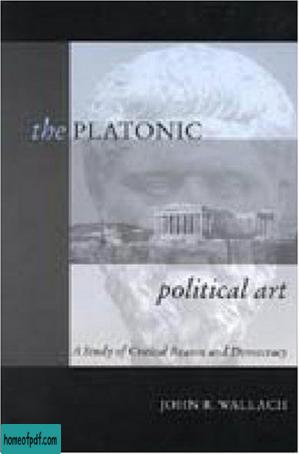 the PLATONIC
political art
A Study of Critical Reason and Democracy
JOHN R. WALLACH
homeofpdf.com